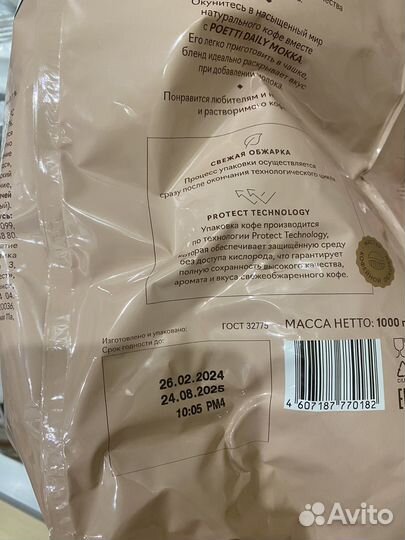 Окунитесь в насыщенный мир
натурального кофе вместе
с POETTI DAILY MOKKA.
Его легко приготовить в чашке,
бленд идеально раскрывает вкус
при добавлении молока.
Понравится любителям и
и растворимого
СВЕЖАЯ ОБЖАРКА
Процесс упаковки осуществляется
сразу после окончания технологического цикла
PROTECT TECHNOLOGY
Упаковка кофе производится
по технологии Protect Technology,
которая обеспечивает защищённую среду
без доступа кислорода, что гарантирует
полную сохранность высокого качества,
аромата и вкуса свежеобжаренного кофе.
Изготовлено и упаковано:
Срок годности до:
ГОСТ 32775
МАССА НЕТТО: 1000 г
26.02.2024
24.08.2025
10:05 PM4
4 607187 770182
Avito